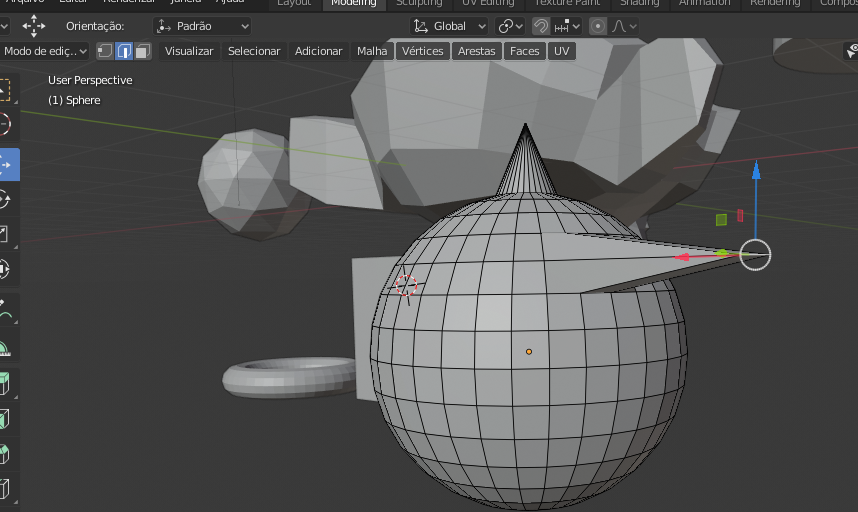 Arquivo Editar Renderizar Janela Ajuda Layout Modeling Sculpting UV Editing Texture Paint Shading Animation Rendering
Orientação: Padrão Global
Modo de ediç... Visualizar Selecionar Adicionar Malha Vértices Arestas Faces UV
User Perspective
(1) Sphere